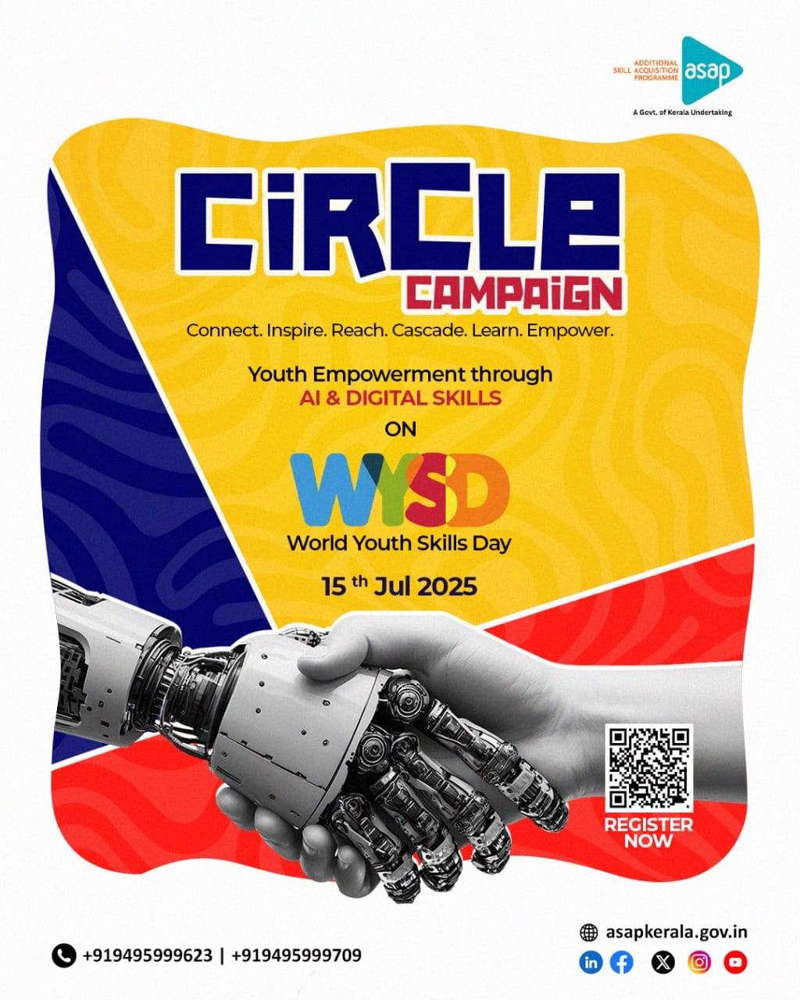 ADDITIONAL
SKILL ACQUISITION
PROGRAMME
asap
A Govt. of Kerala Undertaking
CiRCLe
CAMPAiGN
Connect. Inspire. Reach. Cascade. Learn. Empower.
Youth Empowerment through
AI & DIGITAL SKILLS
ON
WYSD
World Youth Skills Day
15 th Jul 2025
REGISTER
NOW
asapkerala.gov.in
+919495999623 | +919495999709